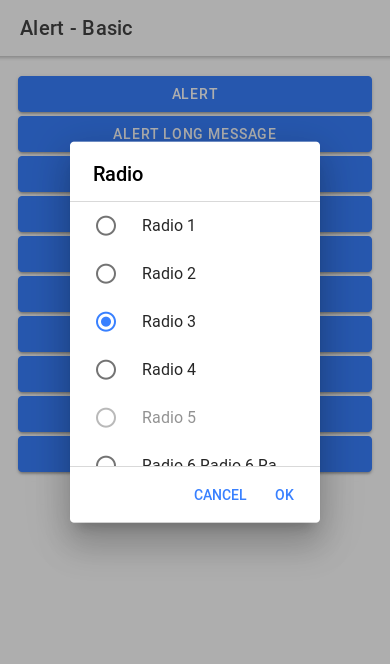 Alert - Basic
ALERT
ALERT LONG MESSAGE
Radio
Radio 1
Radio 2
Radio 3
Radio 4
Radio 5
Radio 6 Radio 6 Ra
CANCEL
OK